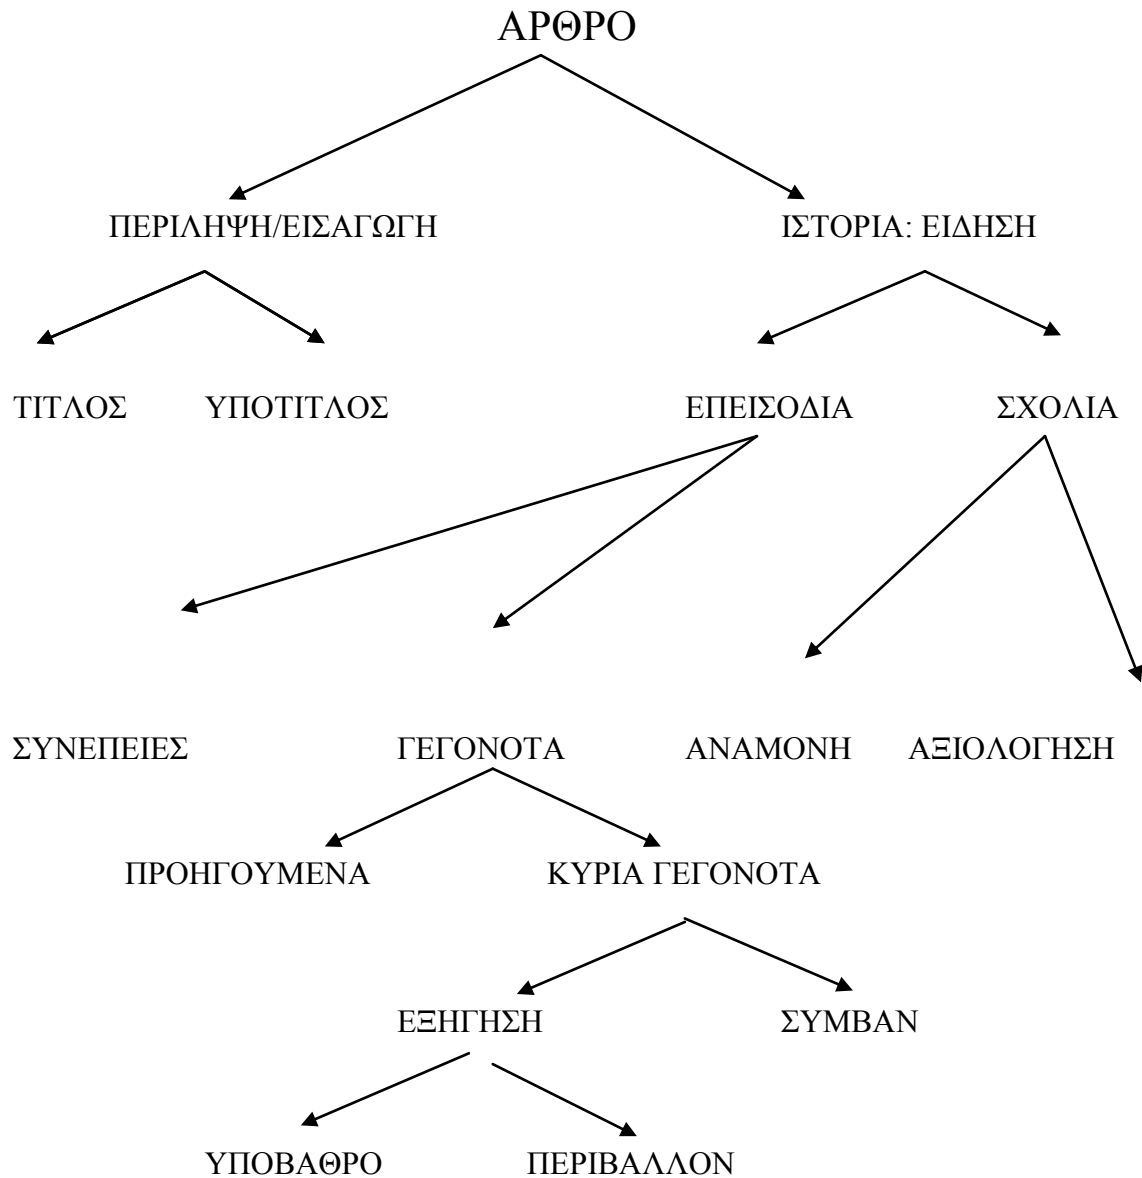 ΑΡΘΡΟ
ΠΕΡΙΛΗΨΗ/ΕΙΣΑΓΩΓΗ ΙΣΤΟΡΙΑ: ΕΙΔΗΣΗ
ΤΙΤΛΟΣ ΥΠΟΤΙΤΛΟΣ ΕΠΕΙΣΟΔΙΑ ΣΧΟΛΙΑ
ΣΥΝΕΠΕΙΕΣ ΓΕΓΟΝΟΤΑ ΑΝΑΜΟΝΗ ΑΞΙΟΛΟΓΗΣΗ
ΠΡΟΗΓΟΥΜΕΝΑ ΚΥΡΙΑ ΓΕΓΟΝΟΤΑ
ΕΞΗΓΗΣΗ ΣΥΜΒΑΝ
ΥΠΟΒΑΘΡΟ ΠΕΡΙΒΑΛΛΟΝ